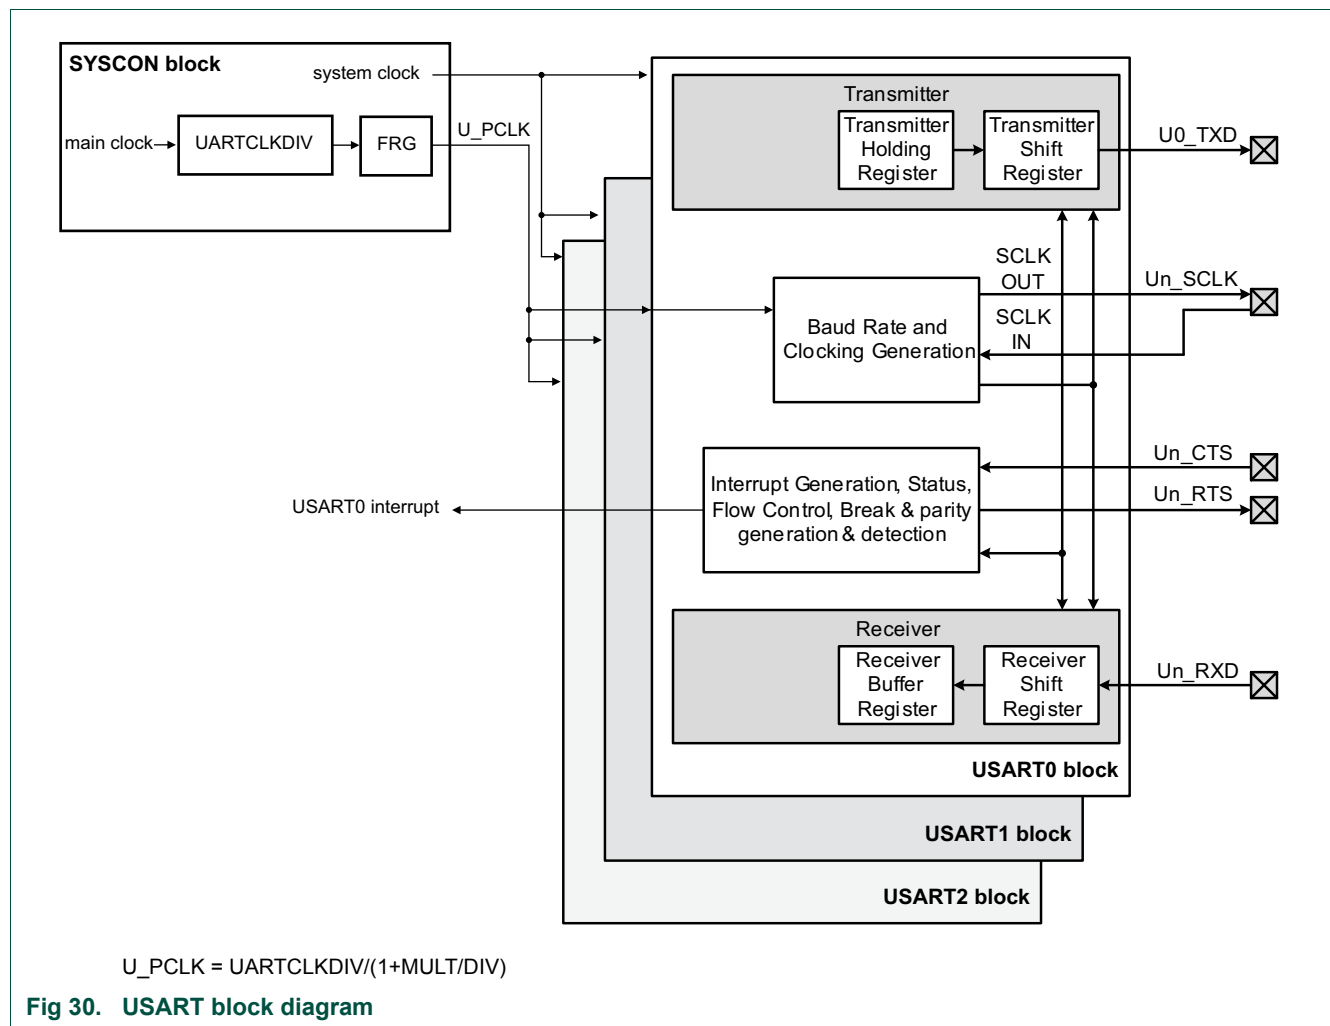 SYSCON block
system clock
main clock
UARTCLKDIV
FRG
U_PCLK
Transmitter
Transmitter
Holding
Register
Transmitter
Shift
Register
U0_TXD
SCLK
OUT
Un_SCLK
SCLK
IN
Baud Rate and
Clocking Generation
Un_CTS
Un_RTS
Interrupt Generation, Status,
Flow Control, Break & parity
generation & detection
USART0 interrupt
Receiver
Receiver
Buffer
Register
Receiver
Shift
Register
Un_RXD
USART0 block
USART1 block
USART2 block
U_PCLK = UARTCLKDIV/(1+MULT/DIV)
Fig 30. USART block diagram